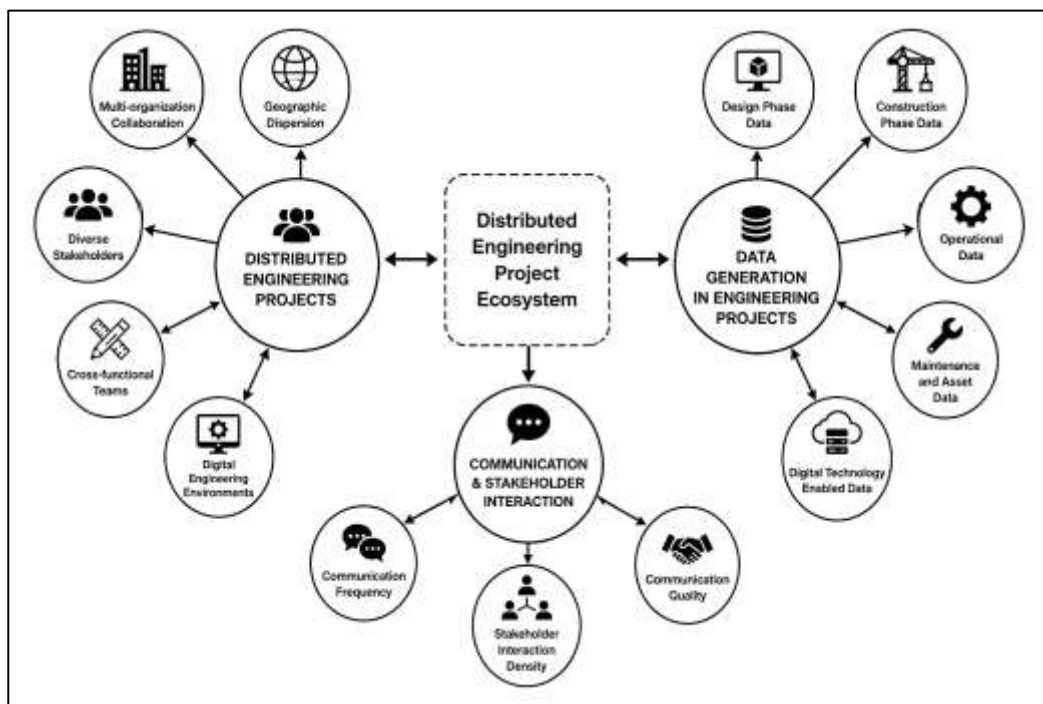 Multi-organization
Collaboration
Geographic
Dispersion
Design Phase
Data
Construction
Phase Data
Diverse
Stakeholders
DISTRIBUTED
ENGINEERING
PROJECTS
Distributed
Engineering
Project
Ecosystem
DATA
GENERATION
IN ENGINEERING
PROJECTS
Operational
Data
Cross-functional
Teams
Maintenance
and Asset
Data
Digital
Engineering
Environments
COMMUNICATION
& STAKEHOLDER
INTERACTION
Digital Technology
Enabled Data
Communication
Frequency
Stakeholder
Interaction
Density
Communication
Quality